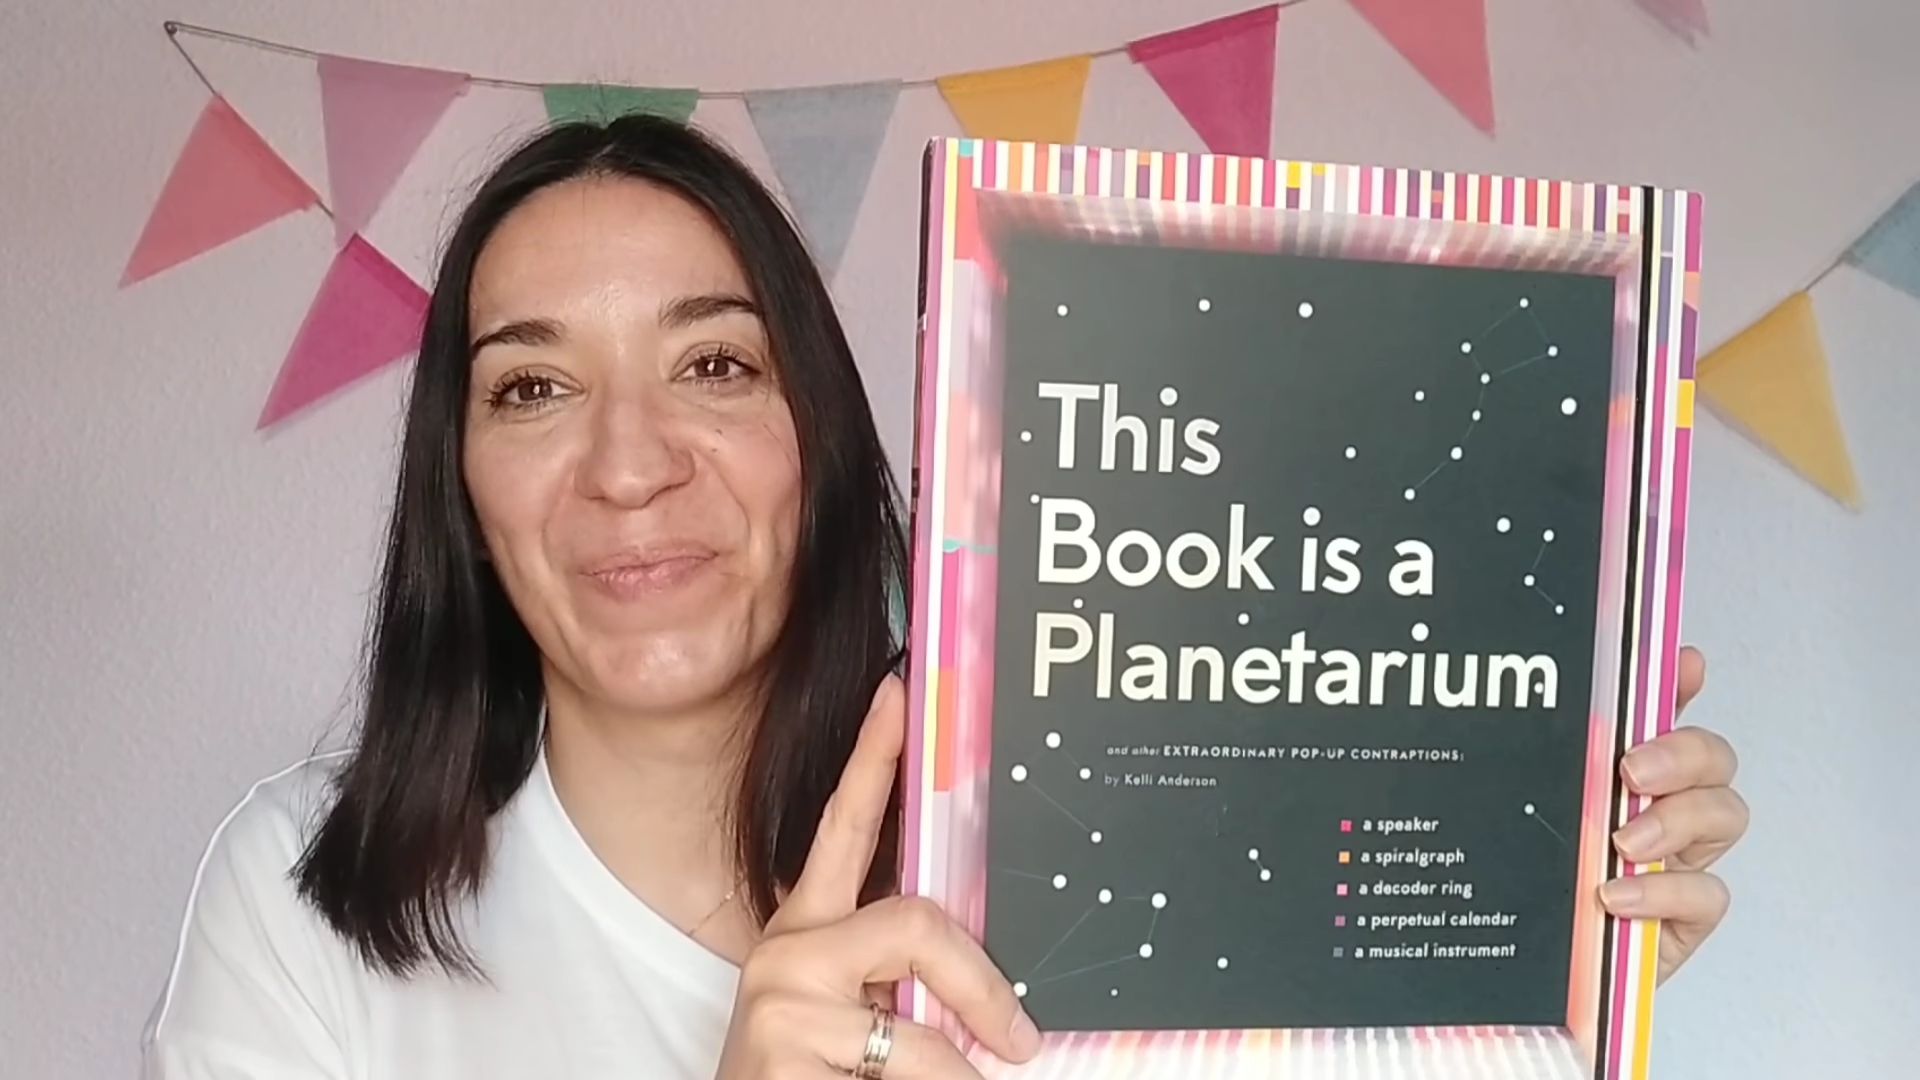 This
Book is a
Planetarium
and other EXTRAORDINARY POP-UP CONTRAPTIONS:
by Kelli Anderson
a speaker
a spiralgraph
a decoder ring
a perpetual calendar
a musical instrument